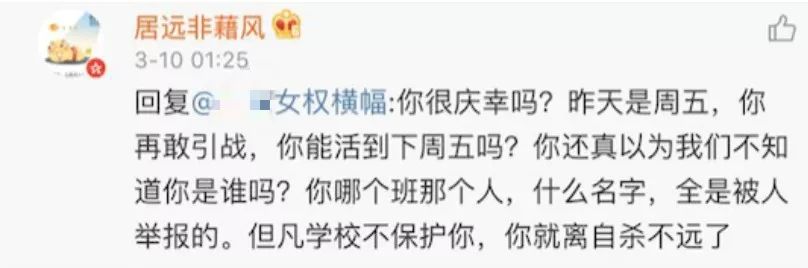 居远非藉风
3-10 01:25
回复@女权横幅:你很庆幸吗？昨天是周五，你
再敢引战，你能活到下周五吗？你还真以为我们不知
道你是谁吗？你哪个班那个人，什么名字，全是被人
举报的。但凡学校不保护你，你就离自杀不远了